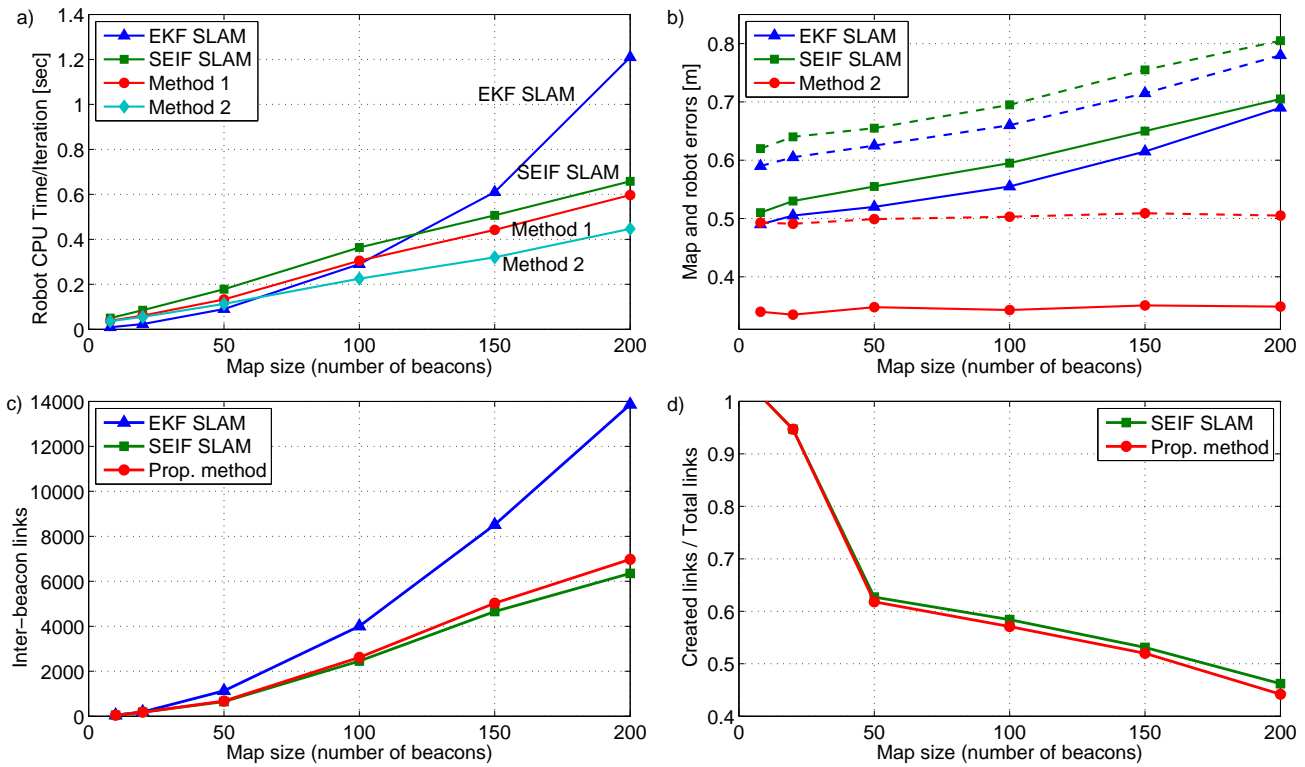 a)
Robot CPU Time/Iteration [sec]
1.4
1.2
1
0.8
0.6
0.4
0.2
0
EKF SLAM
SEIF SLAM
Method 1
Method 2
EKF SLAM
SEIF SLAM
Method 1
Method 2
0 50 100 150 200
Map size (number of beacons)
b)
Map and robot errors [m]
0.8
0.7
0.6
0.5
0.4
EKF SLAM
SEIF SLAM
Method 2
0 50 100 150 200
Map size (number of beacons)
c)
Inter−beacon links
14000
12000
10000
8000
6000
4000
2000
0
EKF SLAM
SEIF SLAM
Prop. method
0 50 100 150 200
Map size (number of beacons)
d)
Created links / Total links
1
0.9
0.8
0.7
0.6
0.5
0.4
SEIF SLAM
Prop. method
0 50 100 150 200
Map size (number of beacons)